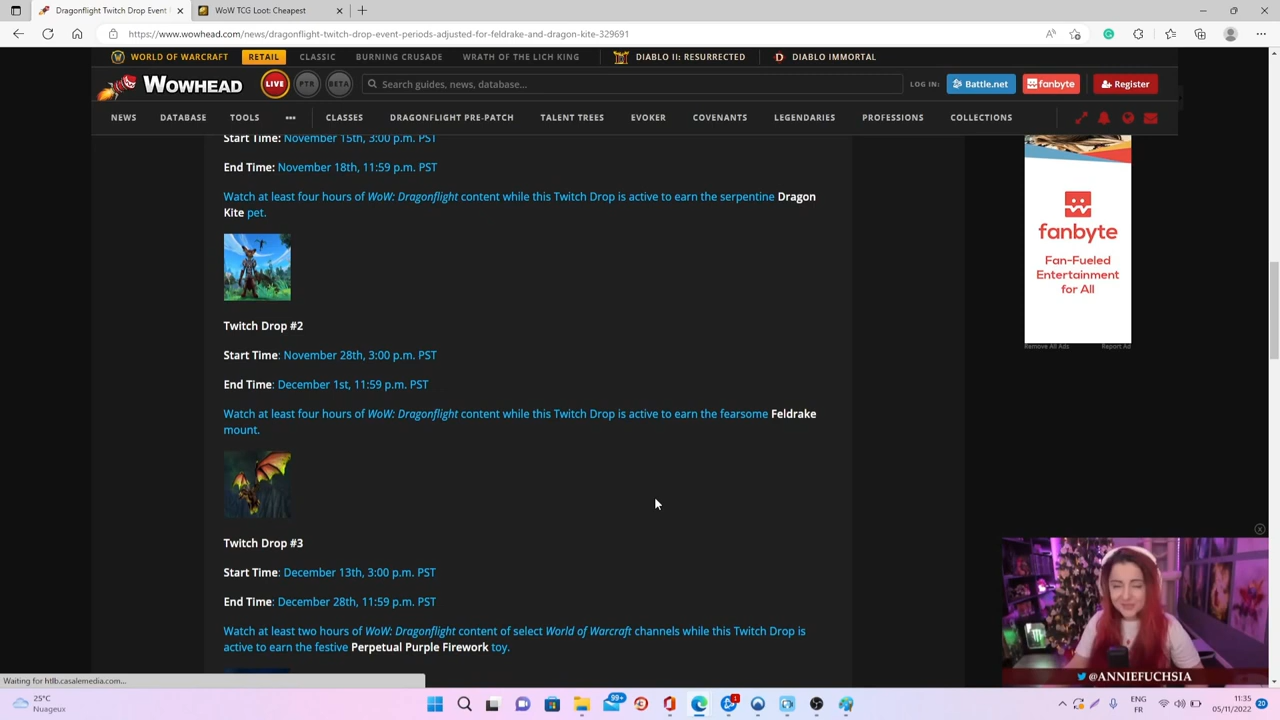 Dragonflight Twitch Drop Event
WoW TCG Loot: Cheapest
https://www.wowhead.com/news/dragonflight-twitch-drop-event-periods-adjusted-for-feldrake-and-dragon-kite-329691
WORLD OF WARCRAFT RETAIL CLASSIC BURNING CRUSADE WRATH OF THE LICH KING DIABLO II: RESURRECTED DIABLO IMMORTAL
WOWHEAD LIVE PTR BETA Search guides, news, database... LOG IN: Battle.net fanbyte Register
NEWS DATABASE TOOLS ••• CLASSES DRAGONFLIGHT PRE-PATCH TALENT TREES EVOKER COVENANTS LEGENDARIES PROFESSIONS COLLECTIONS
Start Time: November 15th, 3:00 p.m. PST
End Time: November 18th, 11:59 p.m. PST
Watch at least four hours of WoW: Dragonflight content while this Twitch Drop is active to earn the serpentine Dragon
Kite pet.
Twitch Drop #2
Start Time: November 28th, 3:00 p.m. PST
End Time: December 1st, 11:59 p.m. PST
Watch at least four hours of WoW: Dragonflight content while this Twitch Drop is active to earn the fearsome Feldrake
mount.
Twitch Drop #3
Start Time: December 13th, 3:00 p.m. PST
End Time: December 28th, 11:59 p.m. PST
Watch at least two hours of WoW: Dragonflight content of select World of Warcraft channels while this Twitch Drop is
active to earn the festive Perpetual Purple Firework toy.
fanbyte
Fan-Fueled
Entertainment
for All
Remove All Ads Report Ad
@ANNIEFUCHSIA
Waiting for htlb.casalemedia.com...
25°C
Nuageux
99+
1
ENG
FR
11:35
05/11/2022
20